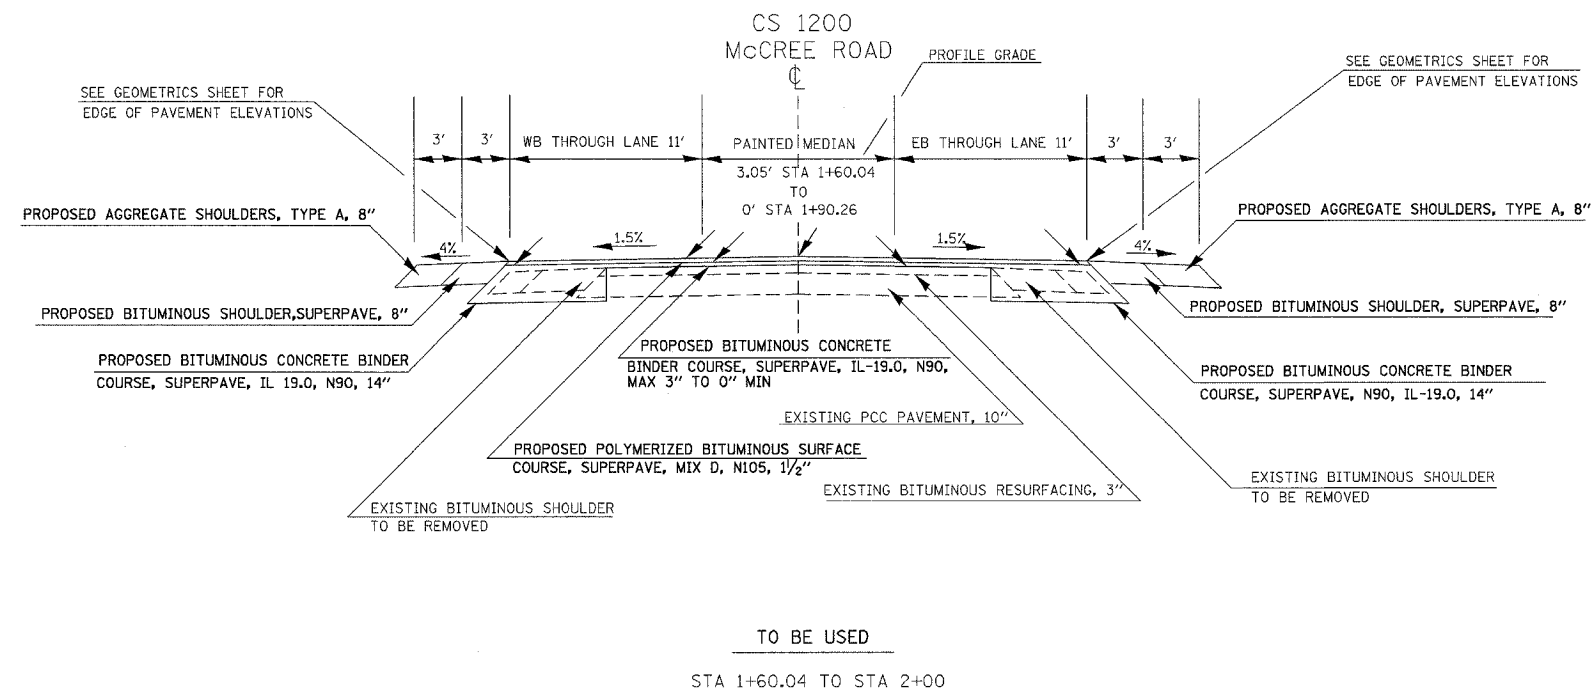 CS 1200
McCREE ROAD
℄
PROFILE GRADE
SEE GEOMETRICS SHEET FOR
EDGE OF PAVEMENT ELEVATIONS
SEE GEOMETRICS SHEET FOR
EDGE OF PAVEMENT ELEVATIONS
3' 3' WB THROUGH LANE 11' PAINTED MEDIAN EB THROUGH LANE 11' 3' 3'
3.05' STA 1+60.04
TO
0' STA 1+90.26
PROPOSED AGGREGATE SHOULDERS, TYPE A, 8"
PROPOSED AGGREGATE SHOULDERS, TYPE A, 8"
4% 1.5% 1.5% 4%
PROPOSED BITUMINOUS SHOULDER,SUPERPAVE, 8"
PROPOSED BITUMINOUS SHOULDER, SUPERPAVE, 8"
PROPOSED BITUMINOUS CONCRETE BINDER
COURSE, SUPERPAVE, IL 19.0, N90, 14"
PROPOSED BITUMINOUS CONCRETE
BINDER COURSE, SUPERPAVE, IL-19.0, N90,
MAX 3" TO 0" MIN
PROPOSED BITUMINOUS CONCRETE BINDER
COURSE, SUPERPAVE, N90, IL-19.0, 14"
EXISTING PCC PAVEMENT, 10"
PROPOSED POLYMERIZED BITUMINOUS SURFACE
COURSE, SUPERPAVE, MIX D, N105, 1½"
EXISTING BITUMINOUS RESURFACING, 3"
EXISTING BITUMINOUS SHOULDER
TO BE REMOVED
EXISTING BITUMINOUS SHOULDER
TO BE REMOVED
TO BE USED
STA 1+60.04 TO STA 2+00